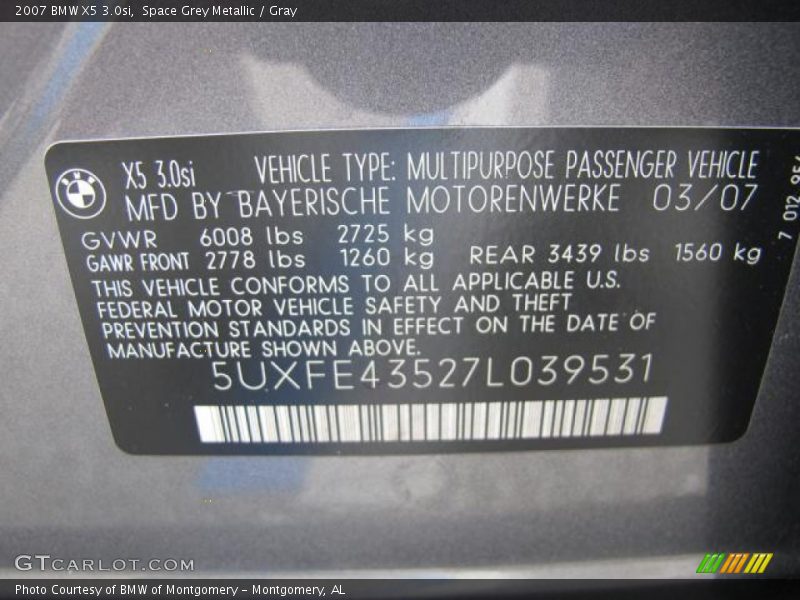 2007 BMW X5 3.0si, Space Grey Metallic / Gray
BMW
X5 3.0si VEHICLE TYPE: MULTIPURPOSE PASSENGER VEHICLE
MFD BY BAYERISCHE MOTORENWERKE 03/07
GVWR 6008 lbs 2725 kg
GAWR FRONT 2778 lbs 1260 kg REAR 3439 lbs 1560 kg
THIS VEHICLE CONFORMS TO ALL APPLICABLE U.S.
FEDERAL MOTOR VEHICLE SAFETY AND THEFT
PREVENTION STANDARDS IN EFFECT ON THE DATE OF
MANUFACTURE SHOWN ABOVE.
5UXFE43527L039531
7 012
GTCARLOT.COM
Photo Courtesy of BMW of Montgomery - Montgomery, AL